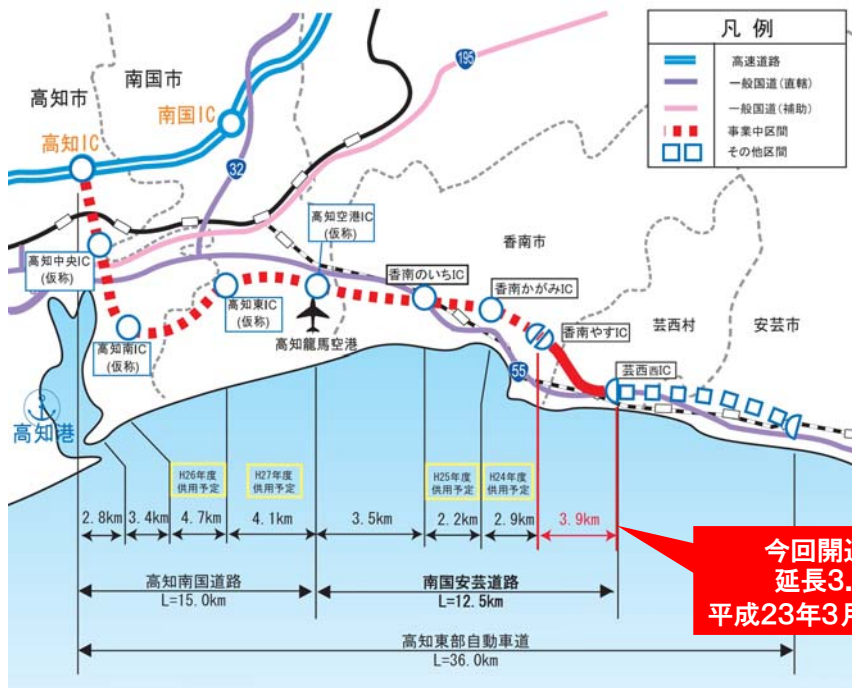 凡 例
高速道路
一般国道(直轄)
一般国道(補助)
事業中区間
その他区間
195
南国市
高知市
南国IC
高知IC
32
高知空港IC
(仮称)
高知中央IC
(仮称)
香南市
香南のいちIC
香南かがみIC
高知東IC
(仮称)
高知南IC
(仮称)
高知龍馬空港
香南やすIC
芸西村
安芸市
55
芸西西IC
高知港
H26年度
供用予定
H27年度
供用予定
H25年度
供用予定
H24年度
供用予定
2.8km
3.4km
4.7km
4.1km
3.5km
2.2km
2.9km
3.9km
今回開通
延長3.
平成23年3月
高知南国道路
L=15.0km
南国安芸道路
L=12.5km
高知東部自動車道
L=36.0km